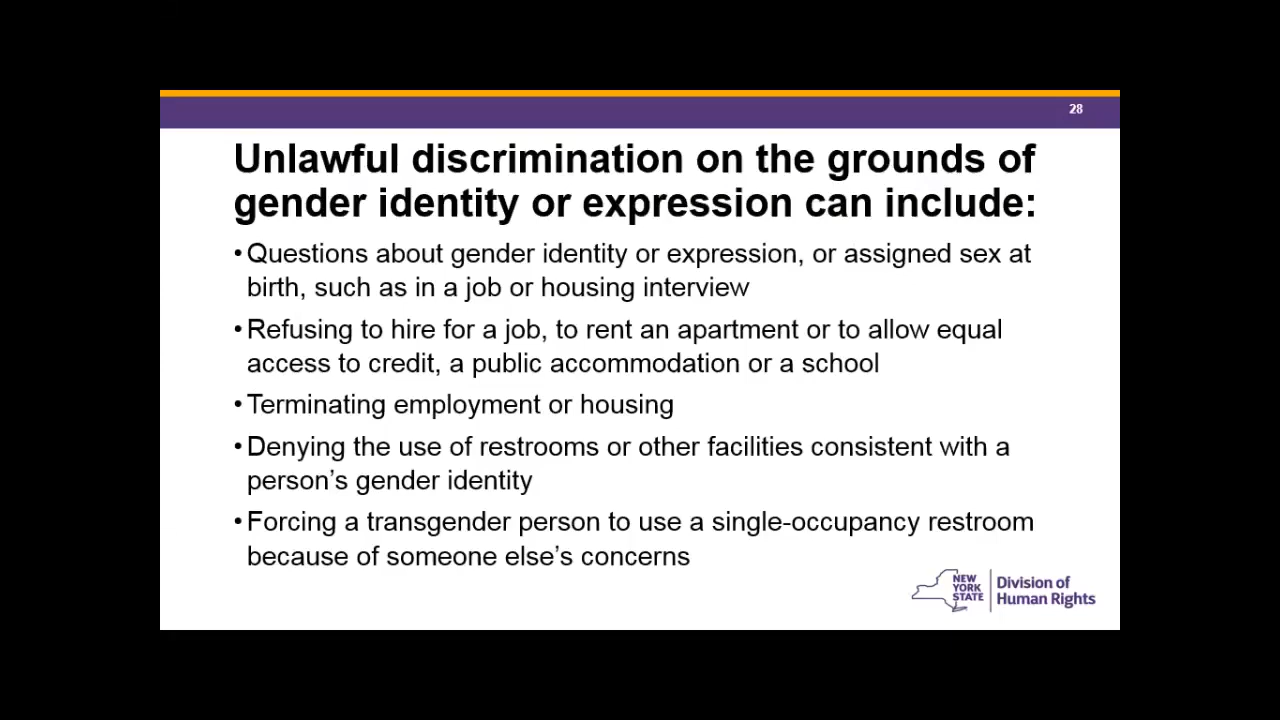 28
Unlawful discrimination on the grounds of
gender identity or expression can include:
•Questions about gender identity or expression, or assigned sex at
birth, such as in a job or housing interview
•Refusing to hire for a job, to rent an apartment or to allow equal
access to credit, a public accommodation or a school
•Terminating employment or housing
•Denying the use of restrooms or other facilities consistent with a
person’s gender identity
•Forcing a transgender person to use a single-occupancy restroom
because of someone else’s concerns
NEW
YORK
STATE
Division of
Human Rights